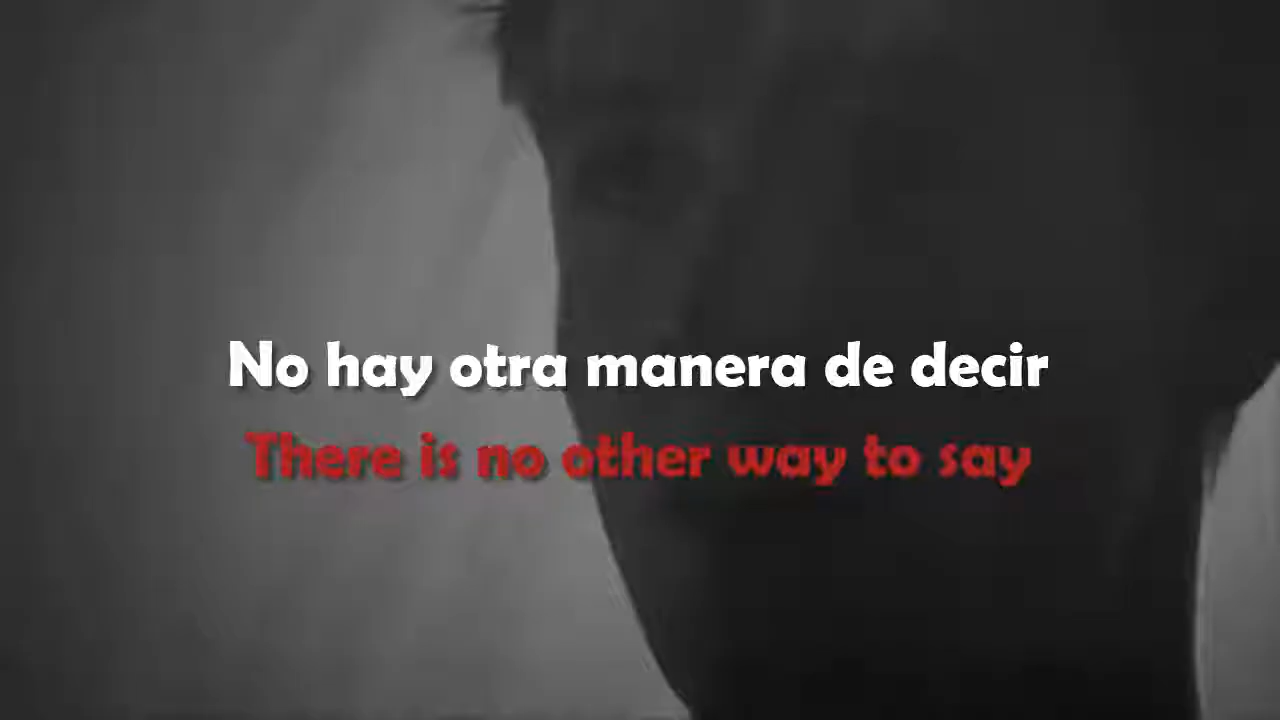 No hay otra manera de decir
There is no other way to say